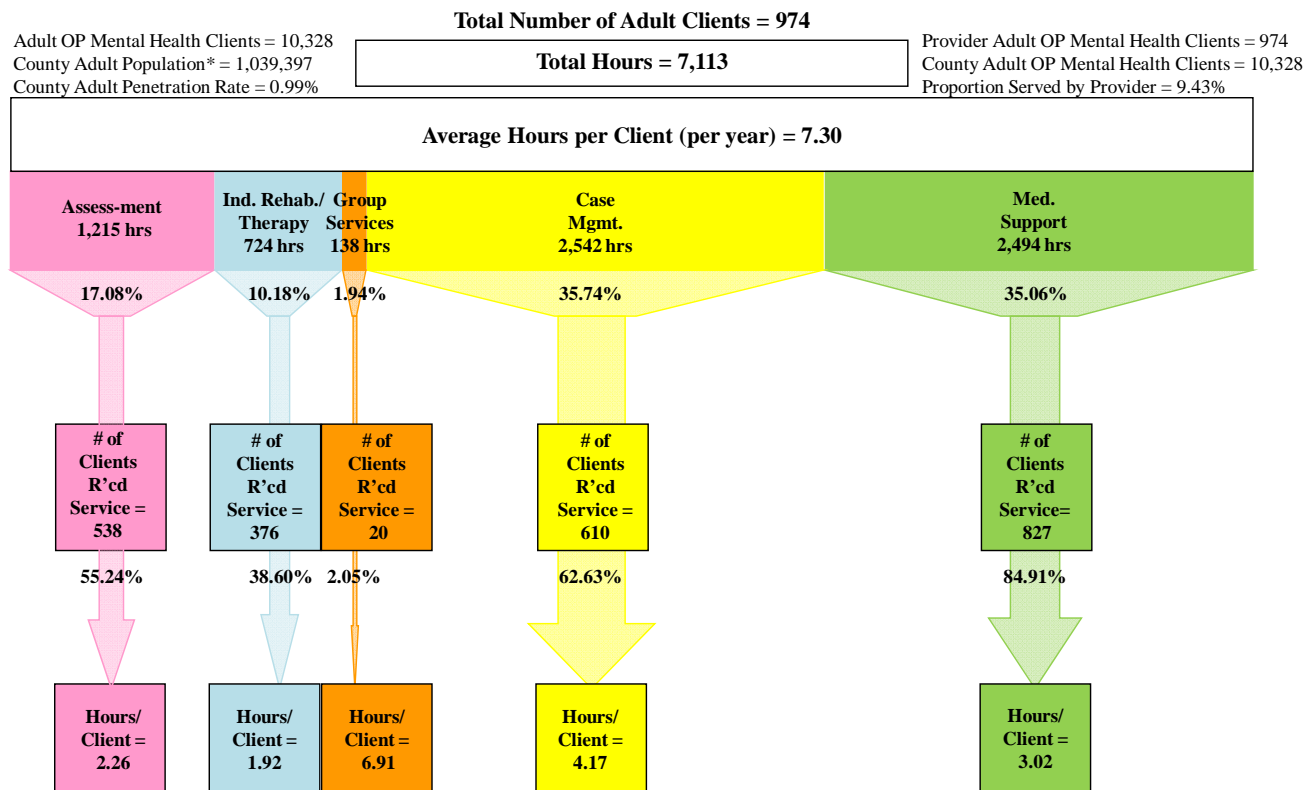 Total Number of Adult Clients = 974
Adult OP Mental Health Clients = 10,328
County Adult Population* = 1,039,397
County Adult Penetration Rate = 0.99%
Total Hours = 7,113
Provider Adult OP Mental Health Clients = 974
County Adult OP Mental Health Clients = 10,328
Proportion Served by Provider = 9.43%
Average Hours per Client (per year) = 7.30
Assess-ment
1,215 hrs
Ind. Rehab./
Therapy
724 hrs
Group
Services
138 hrs
Case
Mgmt.
2,542 hrs
Med.
Support
2,494 hrs
17.08%
10.18%
1.94%
35.74%
35.06%
# of
Clients
R’cd
Service =
538
# of
Clients
R’cd
Service =
376
# of
Clients
R’cd
Service =
20
# of
Clients
R’cd
Service =
610
# of
Clients
R’cd
Service=
827
55.24%
38.60%
2.05%
62.63%
84.91%
Hours/
Client =
2.26
Hours/
Client =
1.92
Hours/
Client =
6.91
Hours/
Client =
4.17
Hours/
Client =
3.02